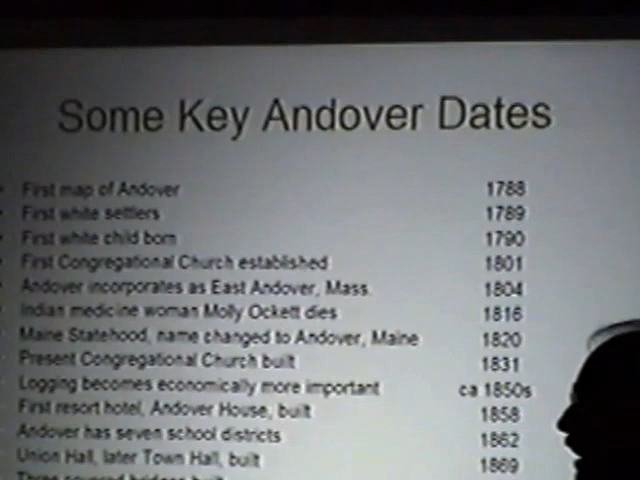 Some Key Andover Dates
• First map of Andover 1788
• First white settlers 1789
• First white child born 1790
• First Congregational Church established 1801
• Andover incorporates as East Andover, Mass. 1804
• Indian medicine woman Molly Ockett dies 1816
Maine Statehood, name changed to Andover, Maine 1820
Present Congregational Church built 1831
Logging becomes economically more important ca 1850s
First resort hotel, Andover House, built 1858
Andover has seven school districts 1862
Union Hall, later Town Hall, built 1869
Three covered bridges built